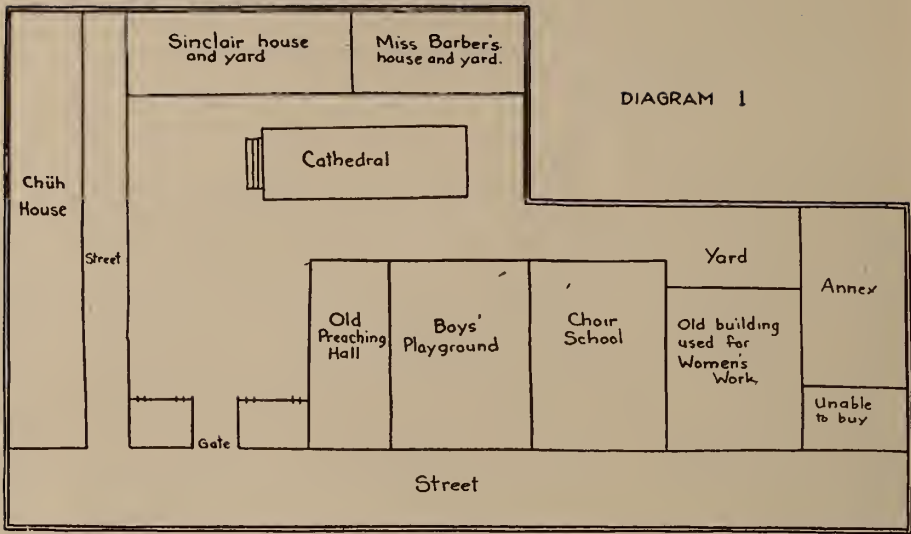 Sinclair house
and yard
Miss Barber's
house and yard.
DIAGRAM 1
Cathedral
Chüh
House
Street
Yard
Annex
Old
Preaching
Hall
Boys'
Playground
Choir
School
Old building
used for
Women's
Work
Unable
to buy
Gate
Street